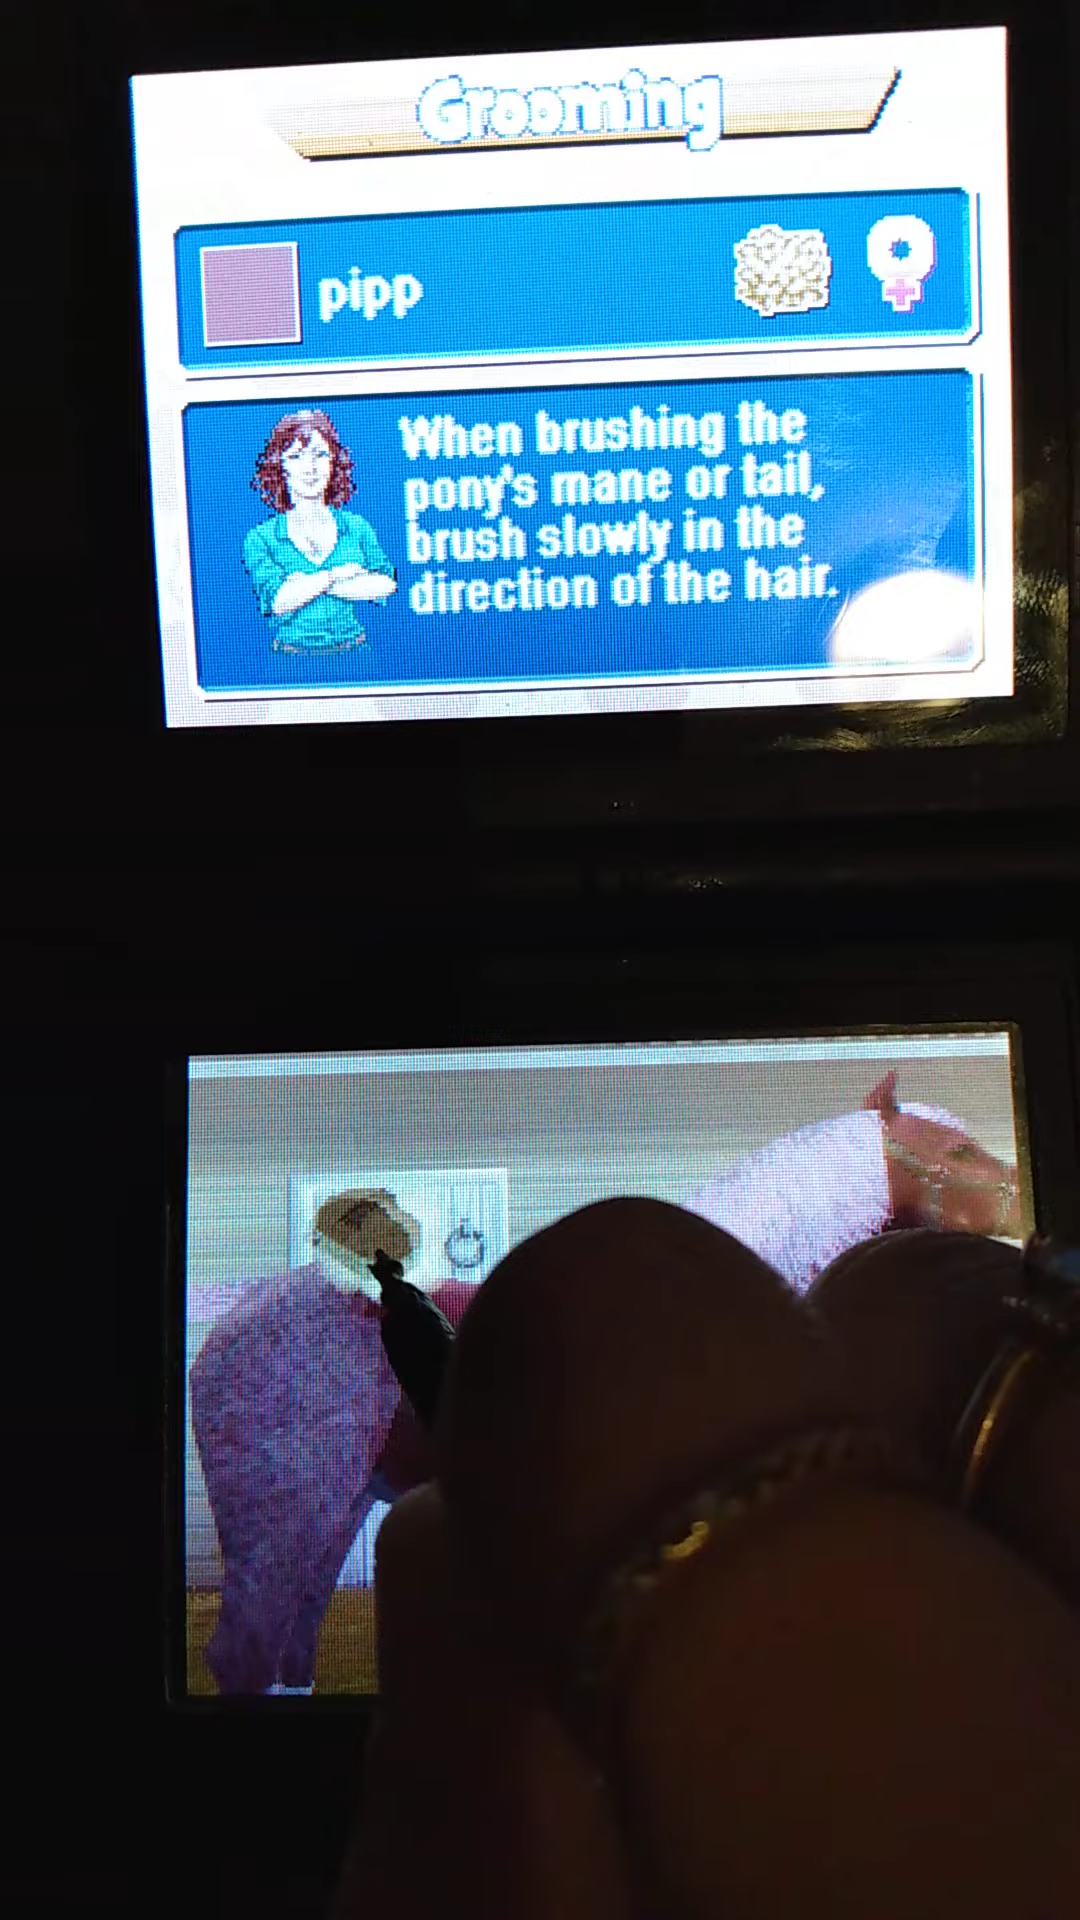 Grooming
pipp
When brushing the
pony's mane or tail,
brush slowly in the
direction of the hair.